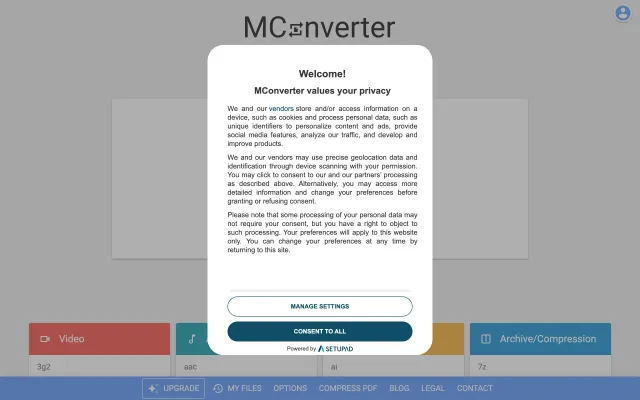 MConverter
Welcome!
MConverter values your privacy
We and our vendors store and/or access information on a
device, such as cookies and process personal data, such as
unique identifiers to personalize content and ads, provide
social media features, analyze our traffic, and develop and
improve products.
We and our vendors may use precise geolocation data and
identification through device scanning with your permission.
You may click to consent to our and our partners' processing
as described above. Alternatively, you may access more
detailed information and change your preferences before
granting or refusing consent.
Please note that some processing of your personal data may
not require your consent, but you have a right to object to
such processing. Your preferences will apply to this website
only. You can change your preferences at any time by
returning to this site.
MANAGE SETTINGS
CONSENT TO ALL
Powered by SETUPAD
Video Archive/Compression
3g2 aac ai 7z
UPGRADE MY FILES OPTIONS COMPRESS PDF BLOG LEGAL CONTACT